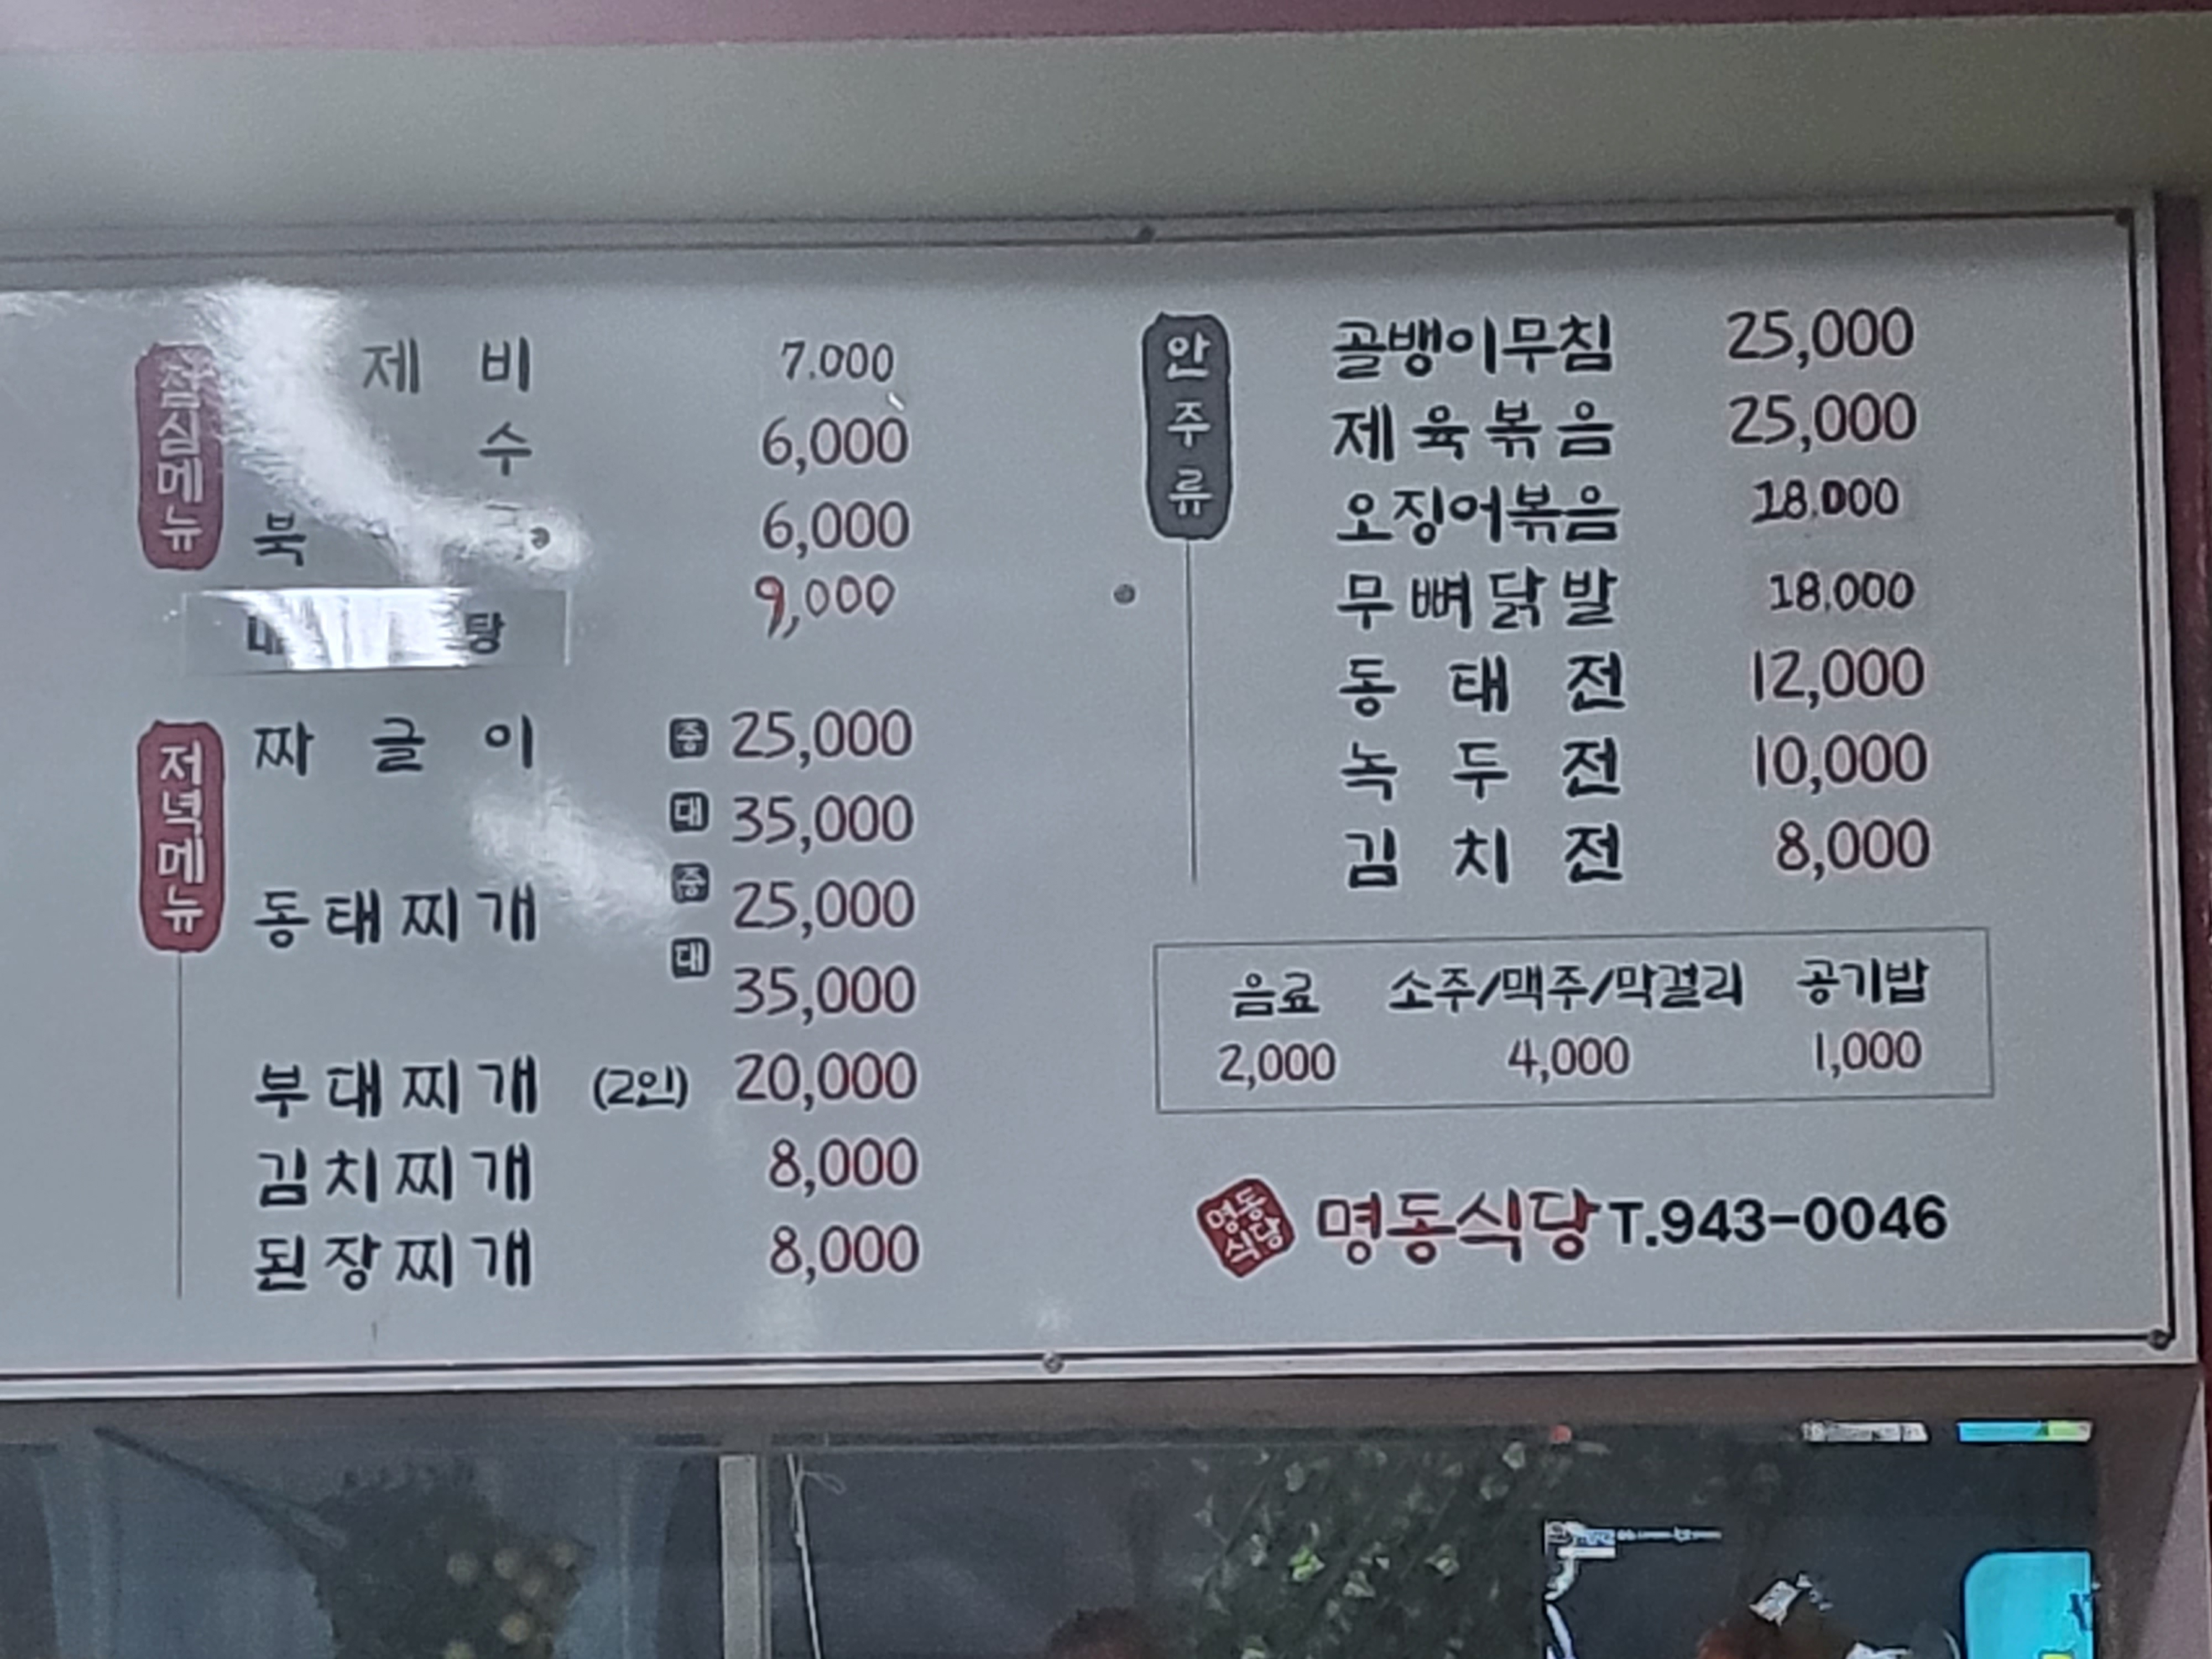 점심메뉴
제비 7.000
수 6,000
북 6,000
탕 9,000
저녁메뉴
짜글이 중 25,000
대 35,000
동태찌개 중 25,000
대 35,000
부대찌개 (2인) 20,000
김치찌개 8,000
된장찌개 8,000
안주류
골뱅이무침 25,000
제육볶음 25,000
오징어볶음 18.000
무뼈닭발 18.000
동태전 12,000
녹두전 10,000
김치전 8,000
음료 소주/맥주/막걸리 공기밥
2,000 4,000 1,000
명동식당 명동식당 T.943-0046